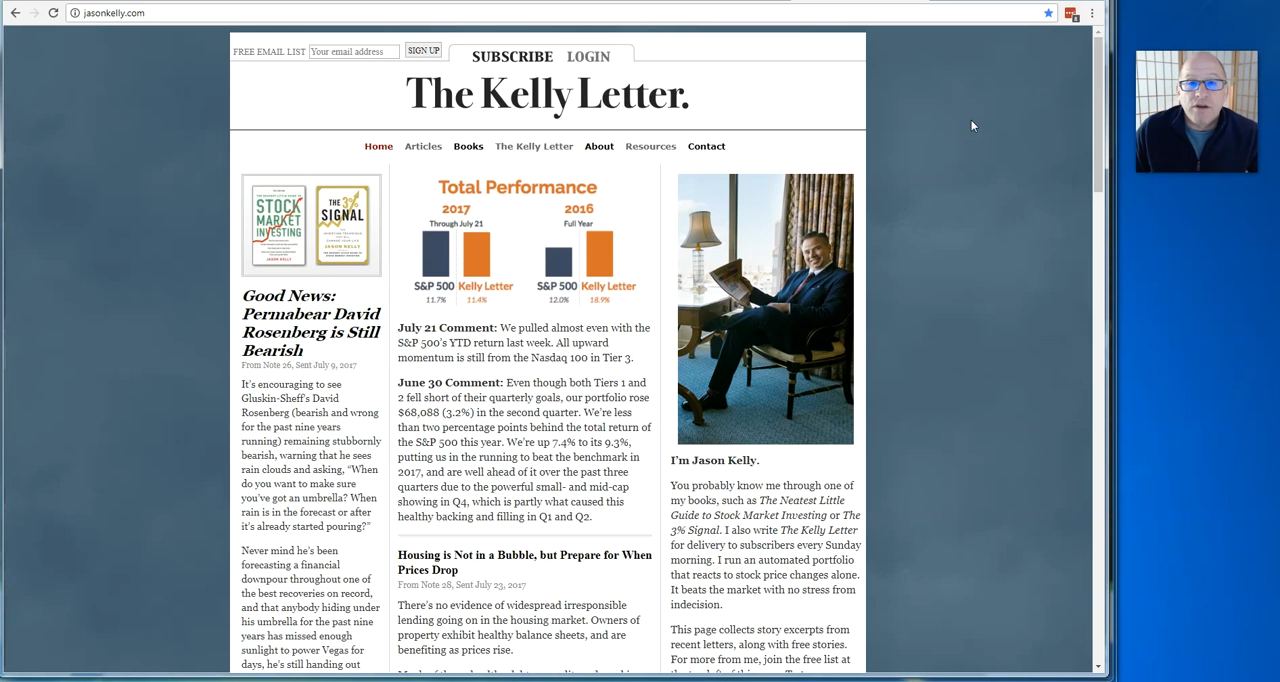 jasonkelly.com
FREE EMAIL LIST Your email address SIGN UP
SUBSCRIBE LOGIN
The Kelly Letter.
Home Articles Books The Kelly Letter About Resources Contact
STOCK
MARKET
INVESTING
JASON KELLY
THE 3%
SIGNAL
JASON KELLY
Good News:
Permabear David
Rosenberg is Still
Bearish
From Note 26, Sent July 9, 2017
It's encouraging to see
Gluskin-Sheff's David
Rosenberg (bearish and wrong
for the past nine years
running) remaining stubbornly
bearish, warning that he sees
rain clouds and asking, “When
do you want to make sure
you've got an umbrella? When
rain is in the forecast or after
it's already started pouring?”
Never mind he's been
forecasting a financial
downpour throughout one of
the best recoveries on record,
and that anybody hiding under
his umbrella for the past nine
years has missed enough
sunlight to power Vegas for
days, he's still handing out
Total Performance
2017 2016
Through July 21 Full Year
S&P 500 Kelly Letter S&P 500 Kelly Letter
11.7% 11.4% 12.0% 18.9%
July 21 Comment: We pulled almost even with the
S&P 500's YTD return last week. All upward
momentum is still from the Nasdaq 100 in Tier 3.
June 30 Comment: Even though both Tiers 1 and
2 fell short of their quarterly goals, our portfolio rose
$68,088 (3.2%) in the second quarter. We're less
than two percentage points behind the total return of
the S&P 500 this year. We're up 7.4% to its 9.3%,
putting us in the running to beat the benchmark in
2017, and are well ahead of it over the past three
quarters due to the powerful small- and mid-cap
showing in Q4, which is partly what caused this
healthy backing and filling in Q1 and Q2.
Housing is Not in a Bubble, but Prepare for When
Prices Drop
From Note 28, Sent July 23, 2017
There's no evidence of widespread irresponsible
lending going on in the housing market. Owners of
property exhibit healthy balance sheets, and are
benefiting as prices rise.
I'm Jason Kelly.
You probably know me through one of
my books, such as The Neatest Little
Guide to Stock Market Investing or The
3% Signal. I also write The Kelly Letter
for delivery to subscribers every Sunday
morning. I run an automated portfolio
that reacts to stock price changes alone.
It beats the market with no stress from
indecision.
This page collects story excerpts from
recent letters, along with free stories.
For more from me, join the free list at